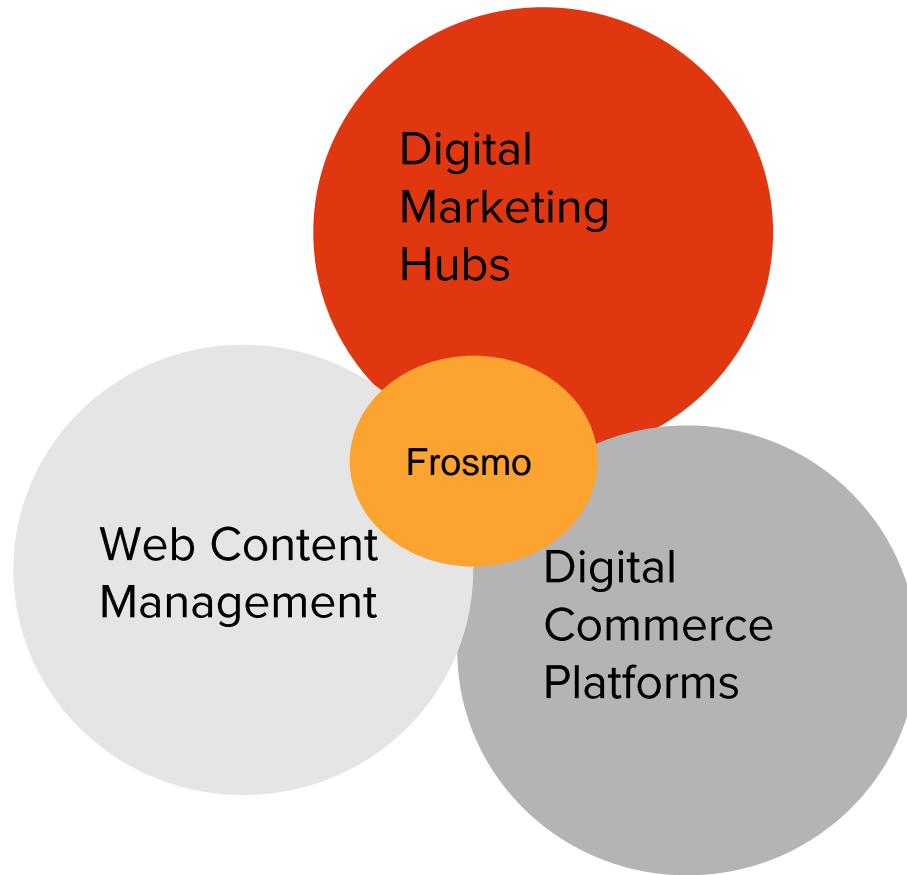 Digital
Marketing
Hubs
Frosmo
Web Content
Management
Digital
Commerce
Platforms